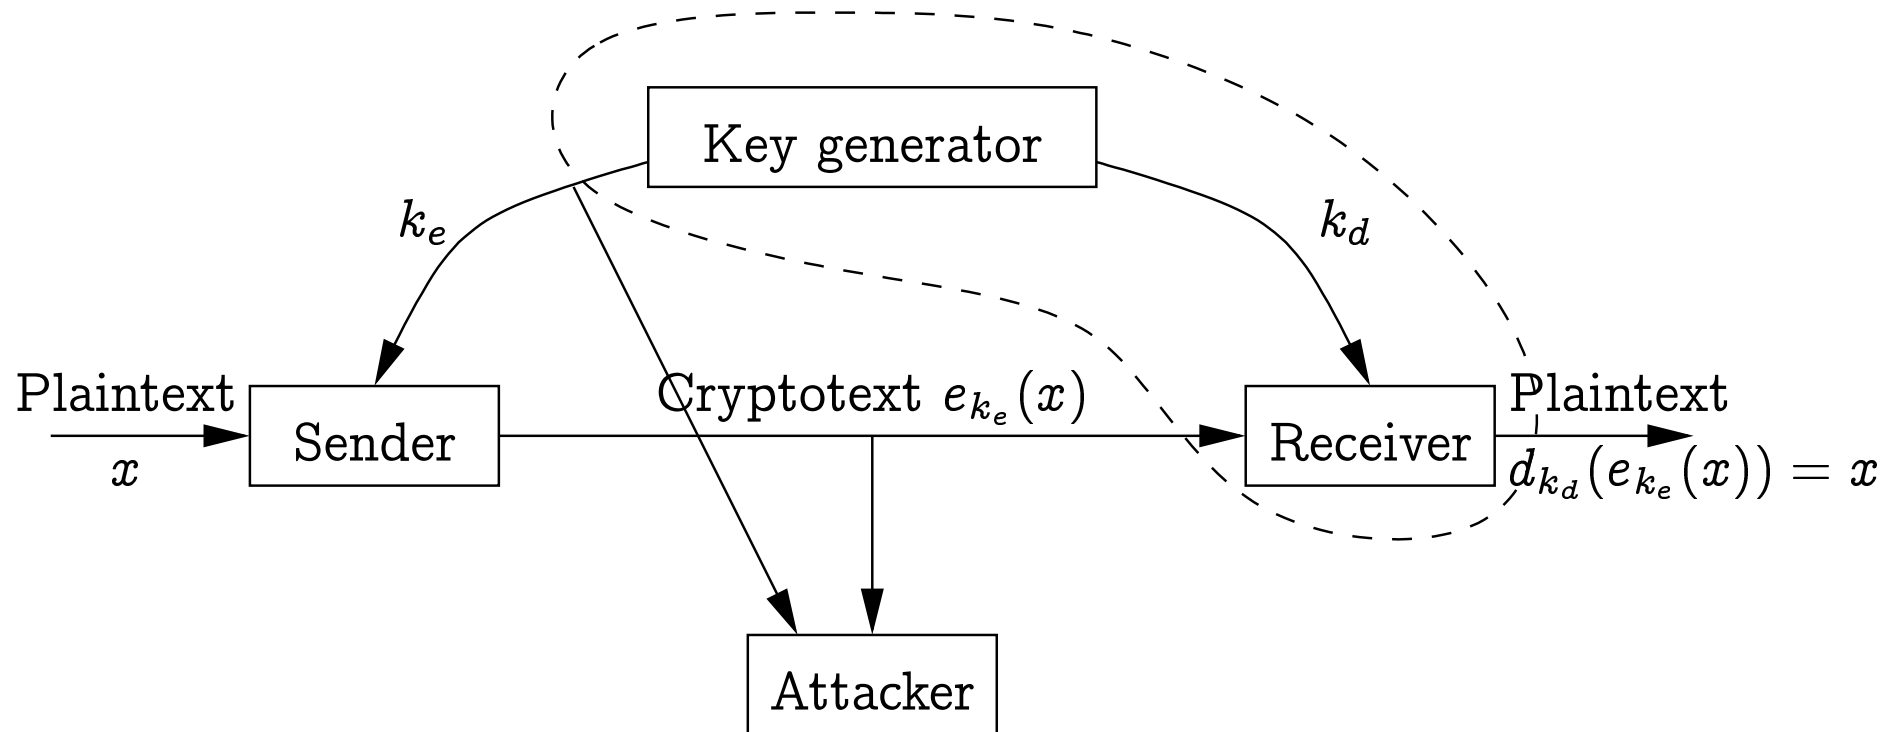 Key generator
k_e
k_d
Plaintext
Cryptotext e_{k_e}(x)
Plaintext
Sender
Receiver
x
d_{k_d}(e_{k_e}(x)) = x
Attacker